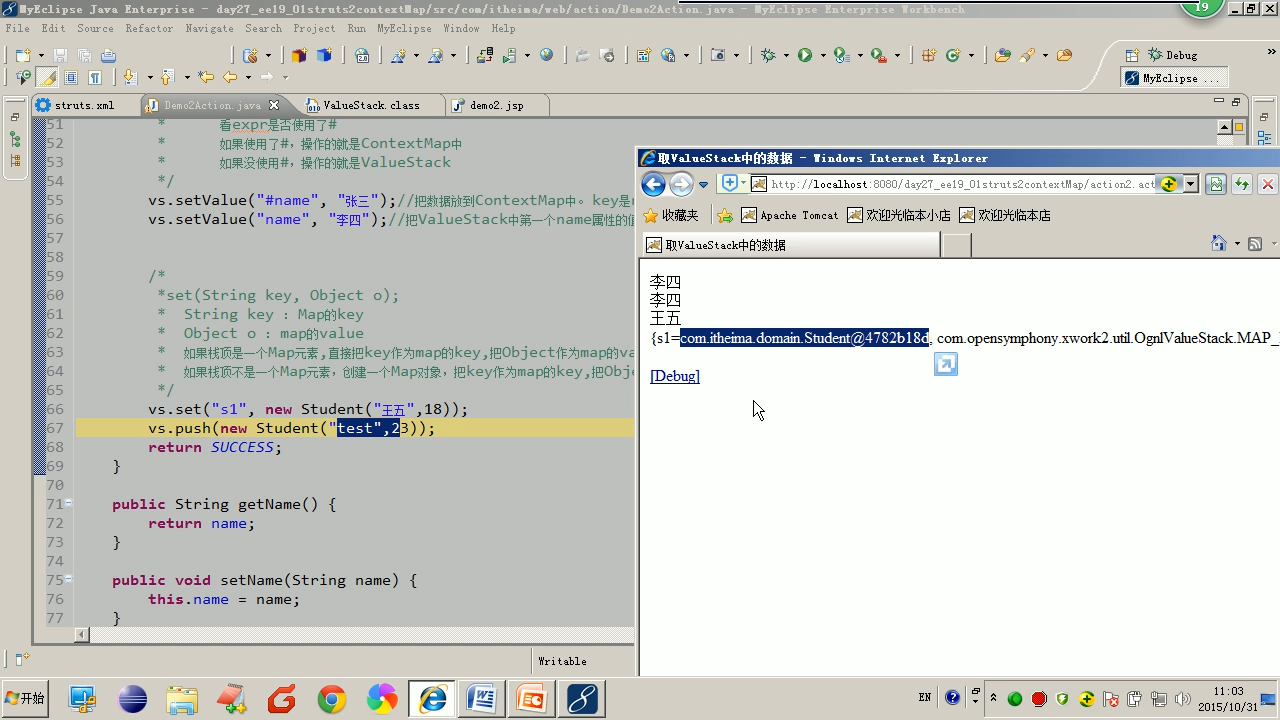 MyEclipse Java Enterprise - day27_ee19_01struts2contextMap/src/com/itheima/web/action/Demo2Action.java - MyEclipse Enterprise Workbench
19
File Edit Source Refactor Navigate Search Project Run MyEclipse Window Help
Debug
MyEclipse ...
struts.xml Demo2Action.java ValueStack.class demo2.jsp
51 * 看expr是否使用了#
52 * 如果使用了#，操作的就是ContextMap中
53 * 如果没使用#，操作的就是ValueStack
54 */
55 vs.setValue("#name", "张三");//把数据放到ContextMap中。key是n
56 vs.setValue("name", "李四");//把ValueStack中第一个name属性的值
57
58
59 /*
60 *set(String key, Object o);
61 * String key : Map的key
62 * Object o : map的value
63 * 如果栈顶是一个Map元素,直接把key作为map的key,把Object作为map的va
64 * 如果栈顶不是一个Map元素，创建一个Map对象，把key作为map的key,把Obje
65 */
66 vs.set("s1", new Student("王五",18));
67 vs.push(new Student("test",23));
68 return SUCCESS;
69 }
70
71 public String getName() {
72 return name;
73 }
74
75 public void setName(String name) {
76 this.name = name;
77 }
Writable
取ValueStack中的数据 - Windows Internet Explorer
http://localhost:8080/day27_ee19_01struts2contextMap/action2.act
收藏夹 Apache Tomcat 欢迎光临本小店 欢迎光临本店
取ValueStack中的数据
李四
李四
王五
{s1=com.itheima.domain.Student@4782b18d, com.opensymphony.xwork2.util.OgnlValueStack.MAP_
[Debug]
开始
EN
11:03
2015/10/31